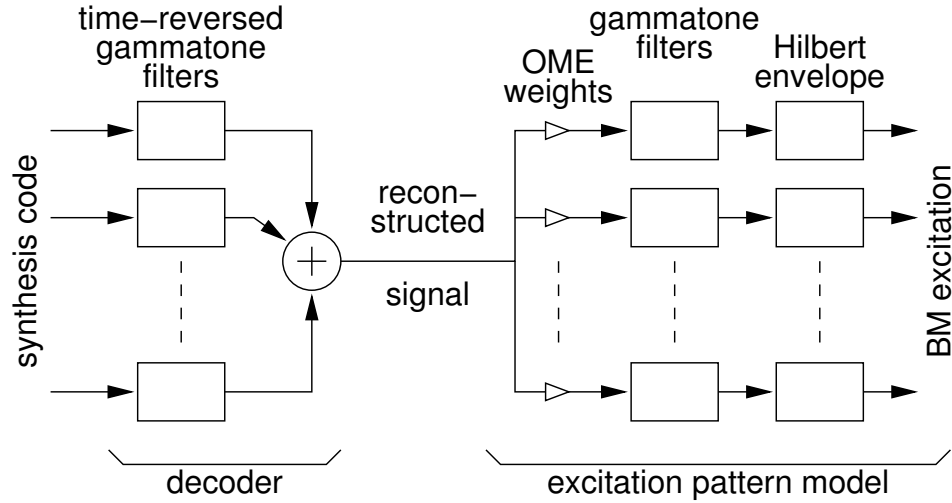 time−reversed
gammatone
filters
synthesis code
+
recon−
structed
signal
OME
weights
gammatone
filters
Hilbert
envelope
BM excitation
decoder
excitation pattern model